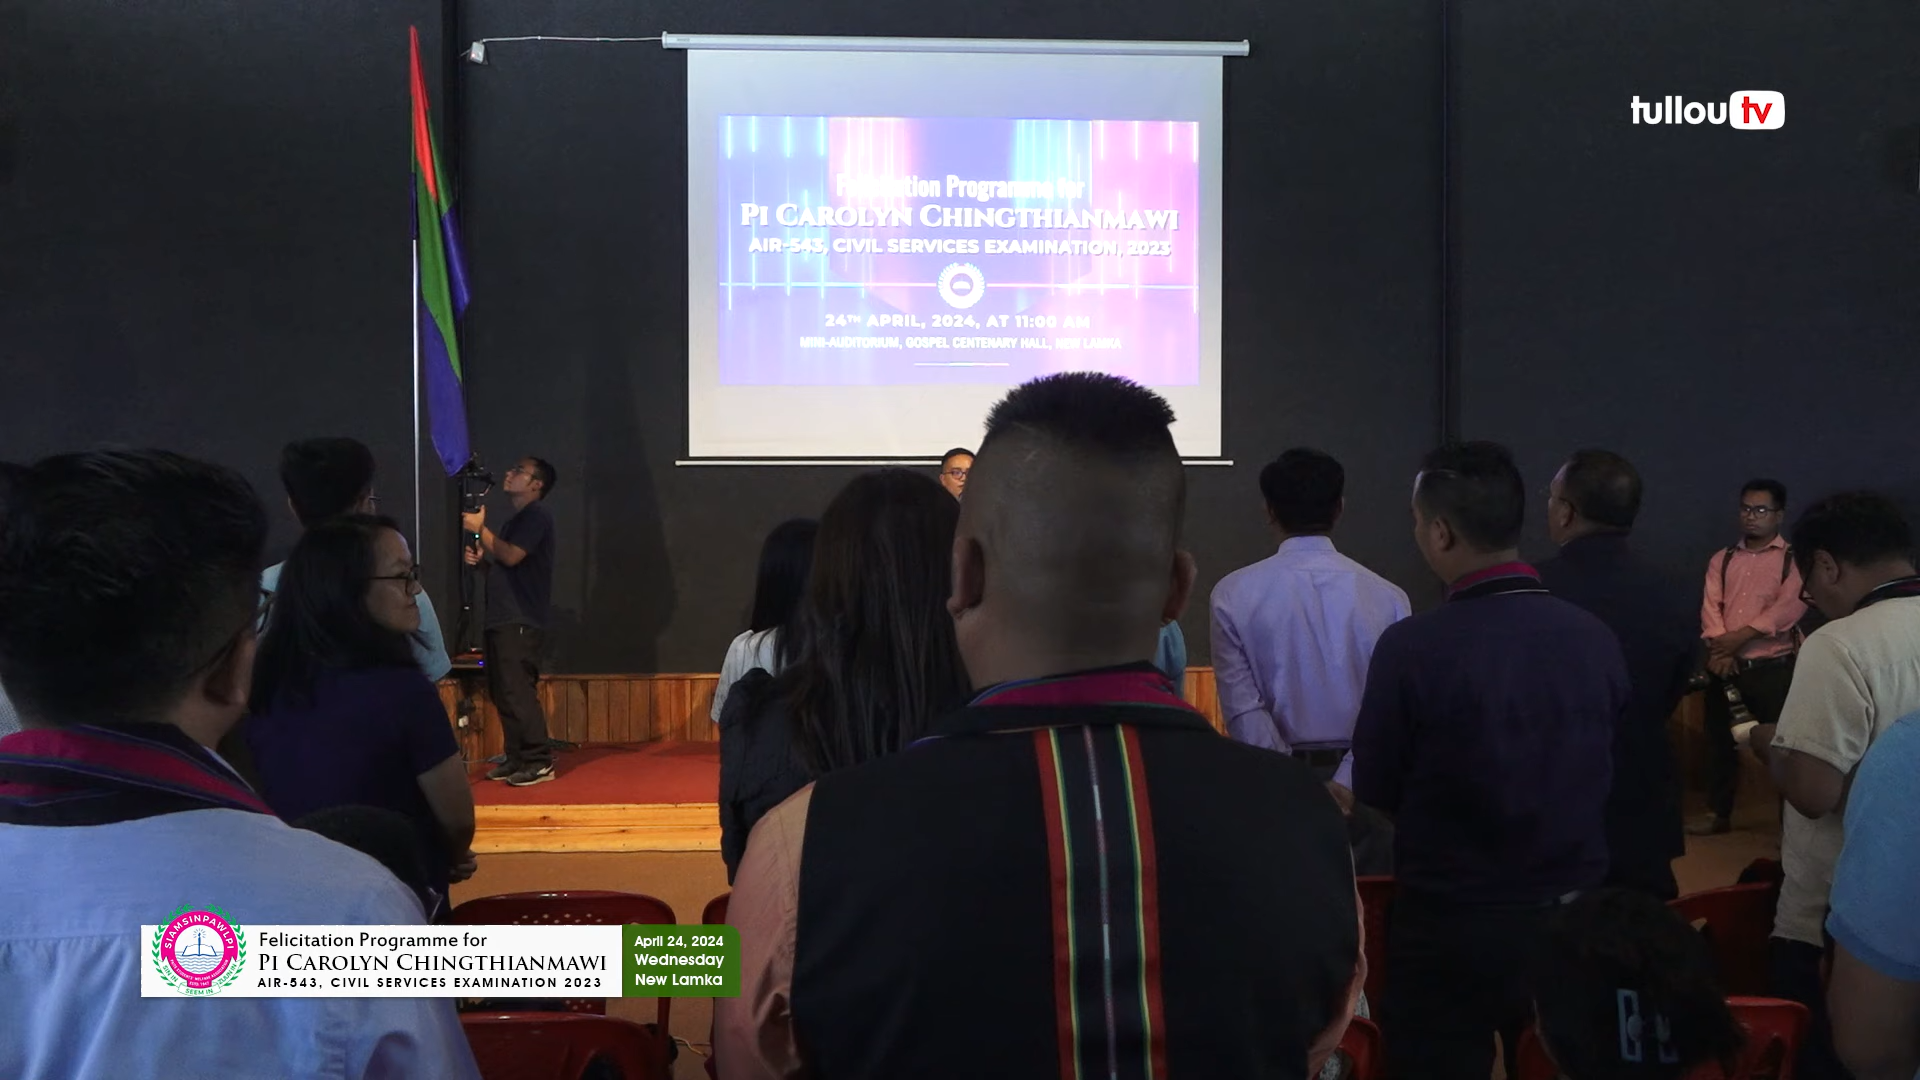 tulloutv
Felicitation Programme for
PI CAROLYN CHINGTHIANMAWI
AIR-543, CIVIL SERVICES EXAMINATION, 2023
24TH APRIL, 2024, AT 11:00 AM
MINI-AUDITORIUM, GOSPEL CENTENARY HALL, NEW LAMKA
SIAMSINPAWLPI
Felicitation Programme for
PI CAROLYN CHINGTHIANMAWI
AIR-543, CIVIL SERVICES EXAMINATION 2023
April 24, 2024
Wednesday
New Lamka